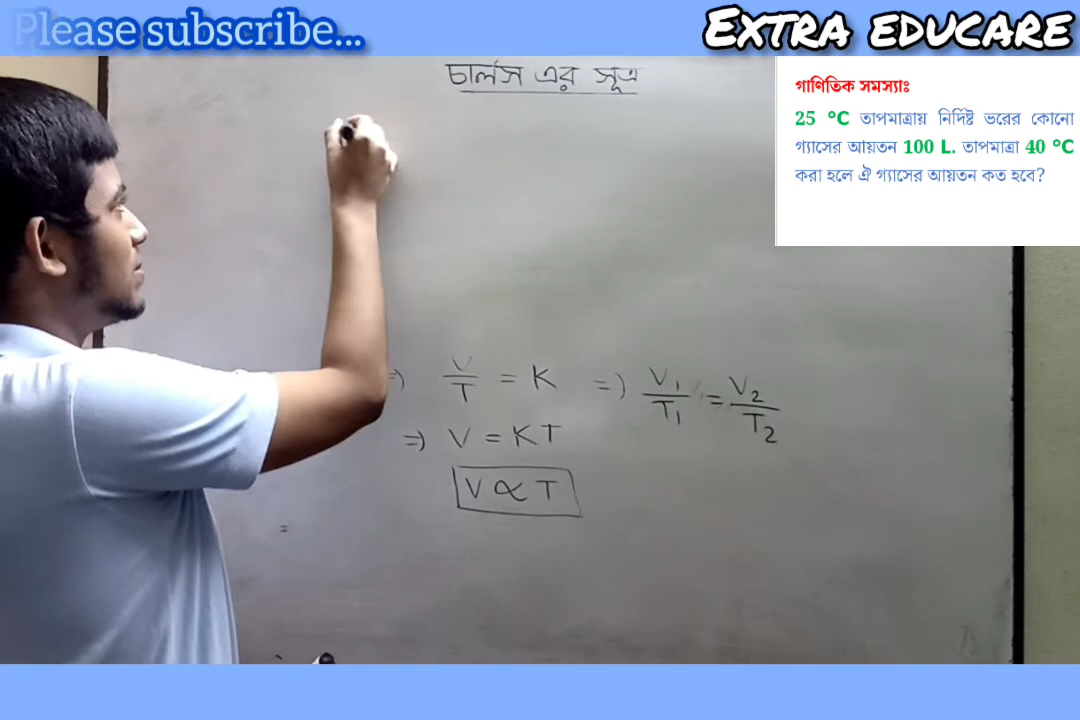 Please subscribe...
EXTRA EDUCARE
চার্লস এর সূত্র
গাণিতিক সমস্যাঃ
25 °C তাপমাত্রায় নির্দিষ্ট ভরের কোনো
গ্যাসের আয়তন 100 L. তাপমাত্রা 40 °C
করা হলে ঐ গ্যাসের আয়তন কত হবে?
⇒ V/T = K ⇒ V₁/T₁ = V₂/T₂
⇒ V = KT
V ∝ T
=